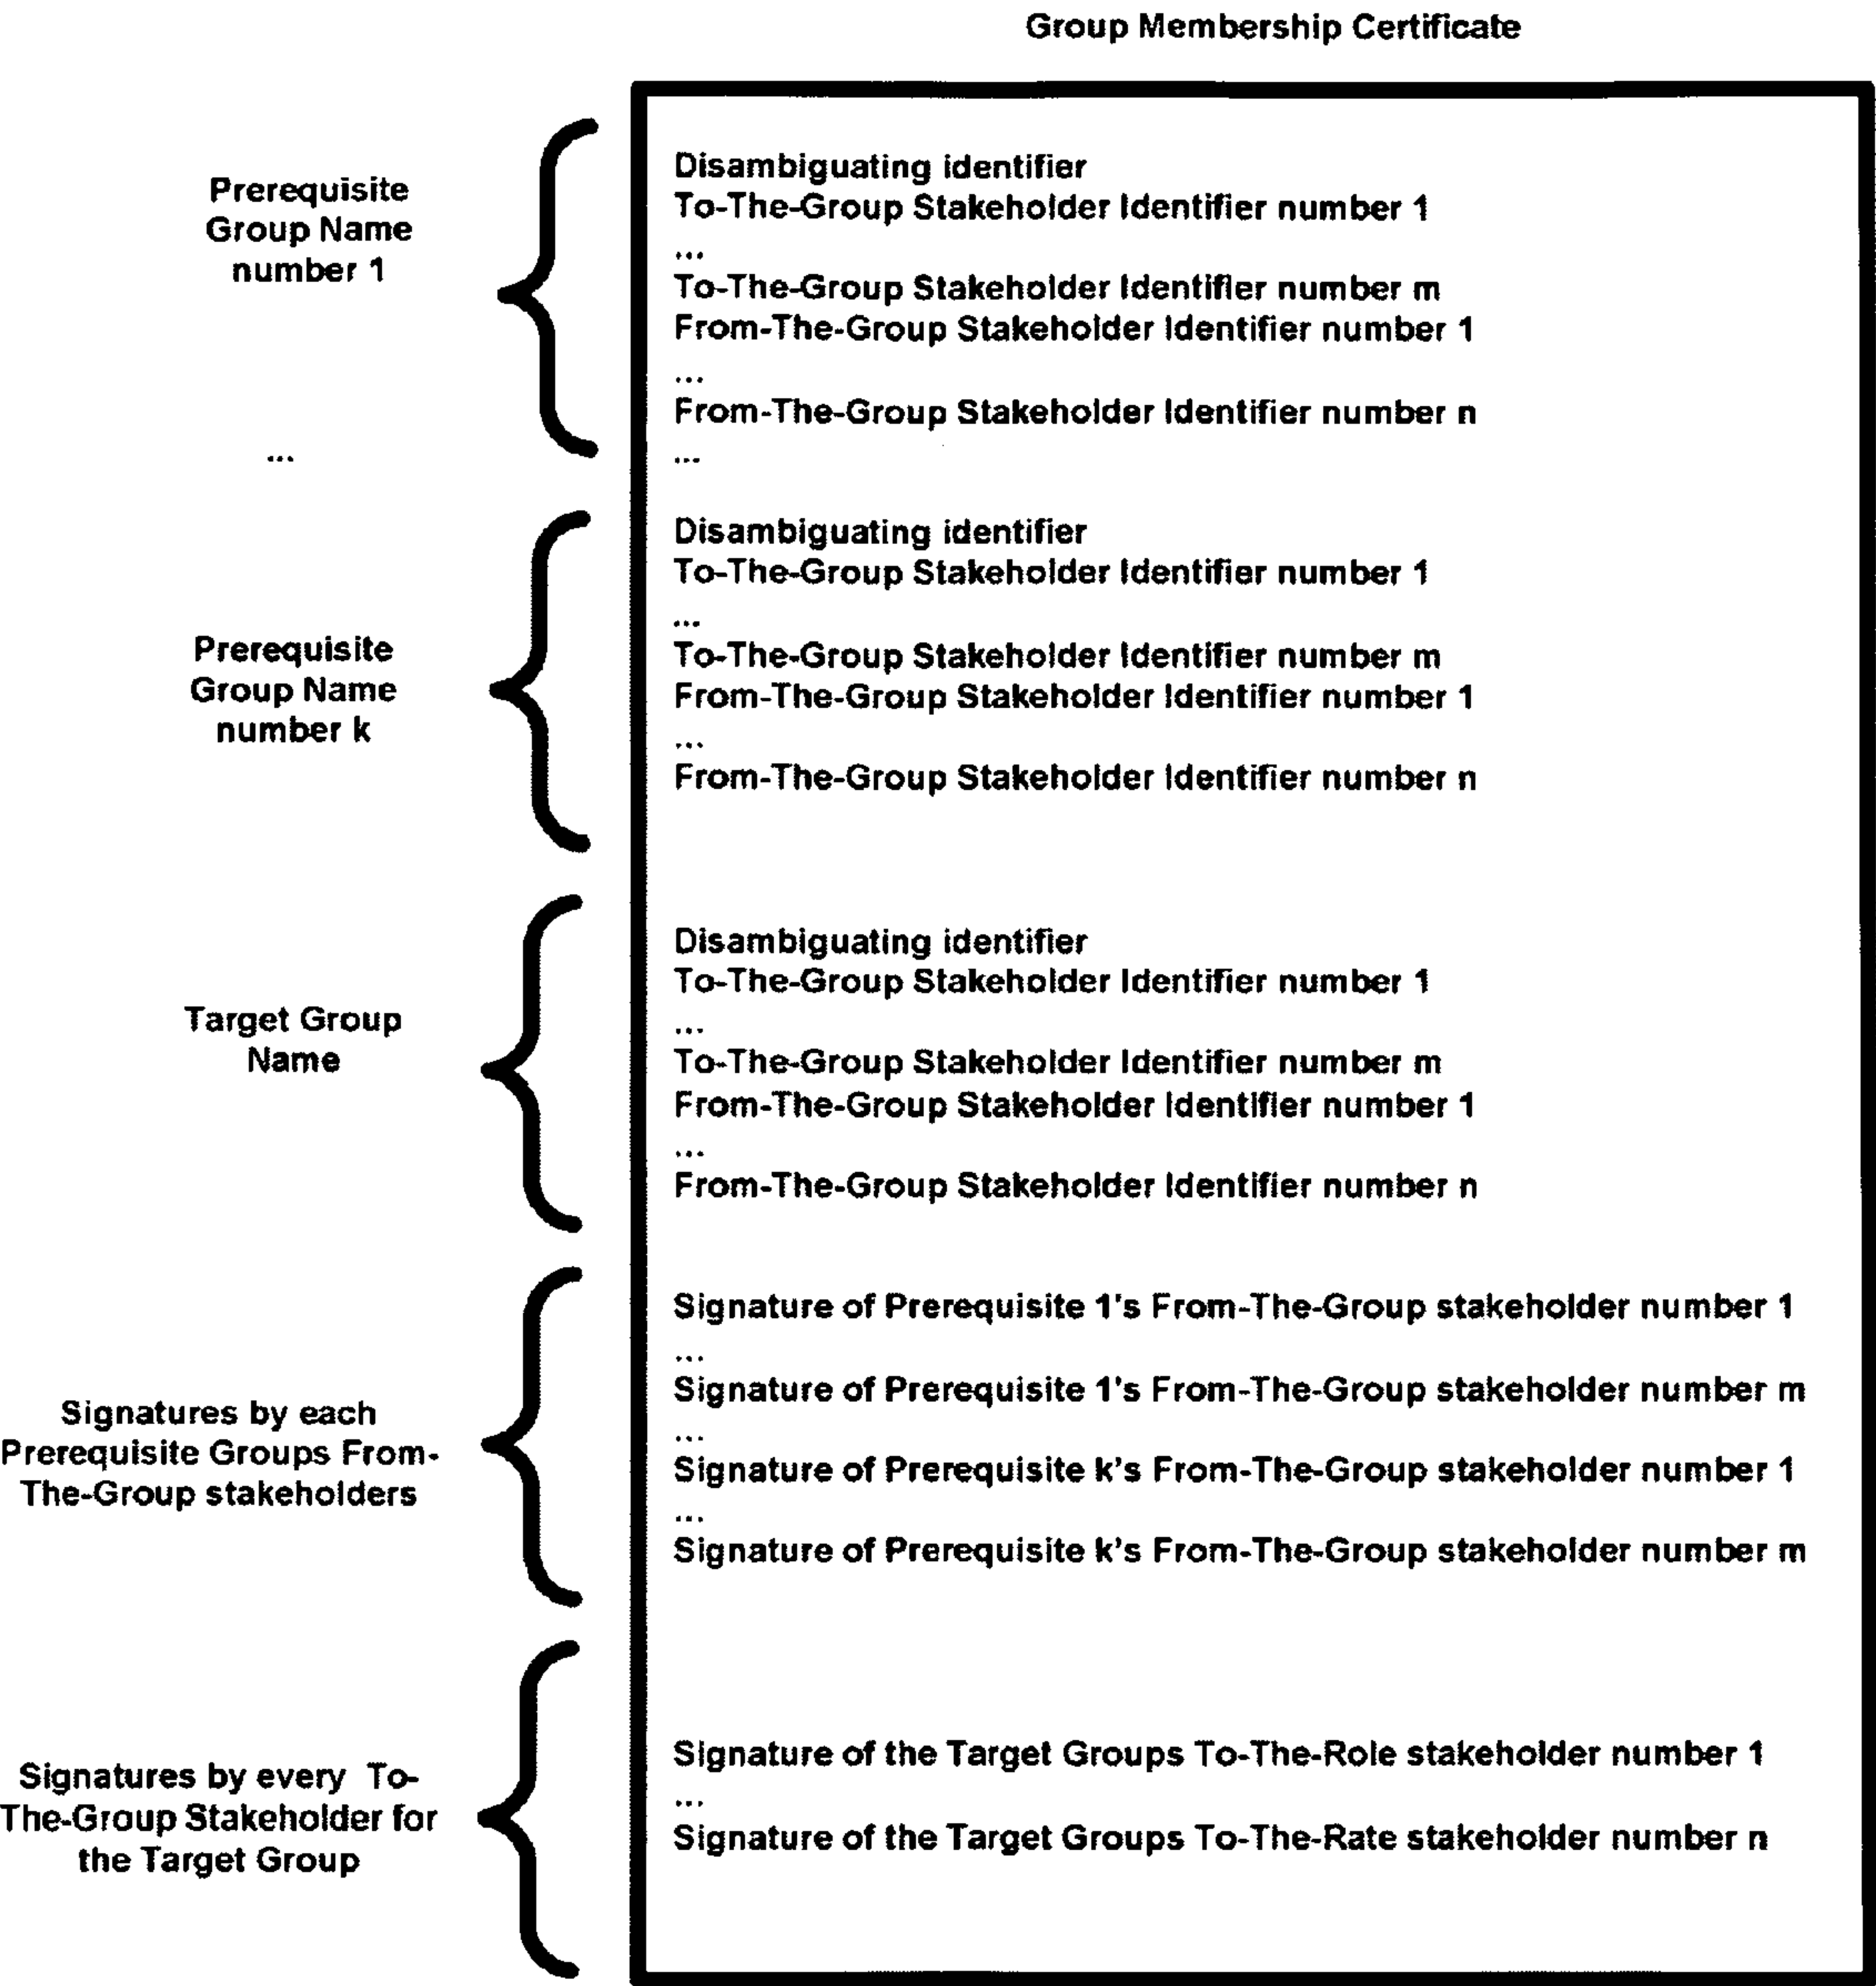 Group Membership Certificate
Prerequisite
Group Name
number 1
Disambiguating identifier
To-The-Group Stakeholder Identifier number 1
...
To-The-Group Stakeholder Identifier number m
From-The-Group Stakeholder Identifier number 1
...
From-The-Group Stakeholder Identifier number n
...
...
Prerequisite
Group Name
number k
Disambiguating identifier
To-The-Group Stakeholder Identifier number 1
...
To-The-Group Stakeholder Identifier number m
From-The-Group Stakeholder Identifier number 1
...
From-The-Group Stakeholder Identifier number n
Target Group
Name
Disambiguating identifier
To-The-Group Stakeholder Identifier number 1
...
To-The-Group Stakeholder Identifier number m
From-The-Group Stakeholder Identifier number 1
...
From-The-Group Stakeholder Identifier number n
Signatures by each
Prerequisite Groups From-
The-Group stakeholders
Signature of Prerequisite 1's From-The-Group stakeholder number 1
...
Signature of Prerequisite 1's From-The-Group stakeholder number m
...
Signature of Prerequisite k's From-The-Group stakeholder number 1
...
Signature of Prerequisite k's From-The-Group stakeholder number m
Signatures by every To-
The-Group Stakeholder for
the Target Group
Signature of the Target Groups To-The-Role stakeholder number 1
...
Signature of the Target Groups To-The-Rate stakeholder number n